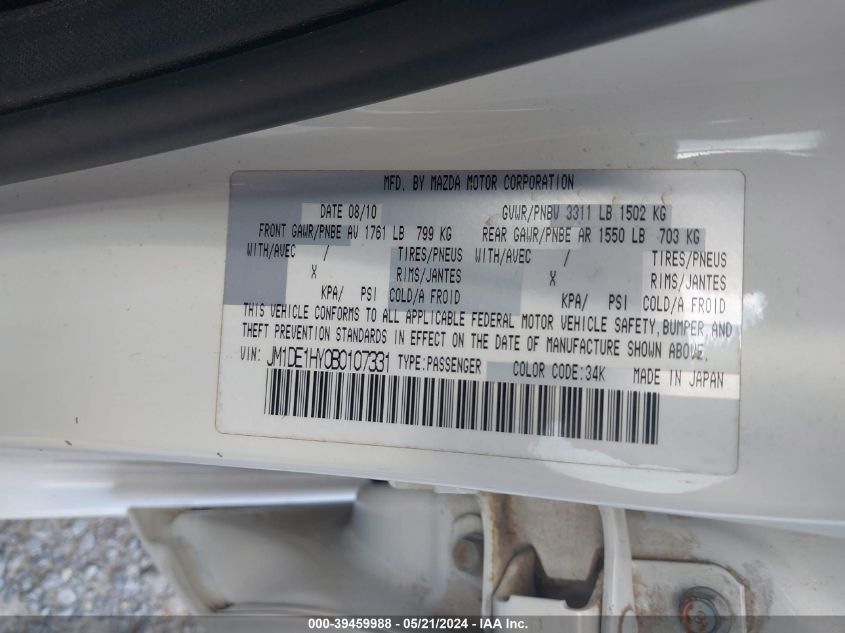 MFD. BY MAZDA MOTOR CORPORATION
DATE 08/10 GVWR/PNBV 3311 LB 1502 KG
FRONT GAWR/PNBE AV 1761 LB 799 KG REAR GAWR/PNBE AR 1550 LB 703 KG
WITH/AVEC / TIRES/PNEUS WITH/AVEC / TIRES/PNEUS
X RIMS/JANTES X RIMS/JANTES
KPA/ PSI COLD/A FROID KPA/ PSI COLD/A FROID
THIS VEHICLE CONFORMS TO ALL APPLICABLE FEDERAL MOTOR VEHICLE SAFETY, BUMPER, AND
THEFT PREVENTION STANDARDS IN EFFECT ON THE DATE OF MANUFACTURE SHOWN ABOVE.
VIN: JM1DE1HY0B0107331 TYPE:PASSENGER COLOR CODE:34K MADE IN JAPAN
000-39459988 - 05/21/2024 - IAA Inc.